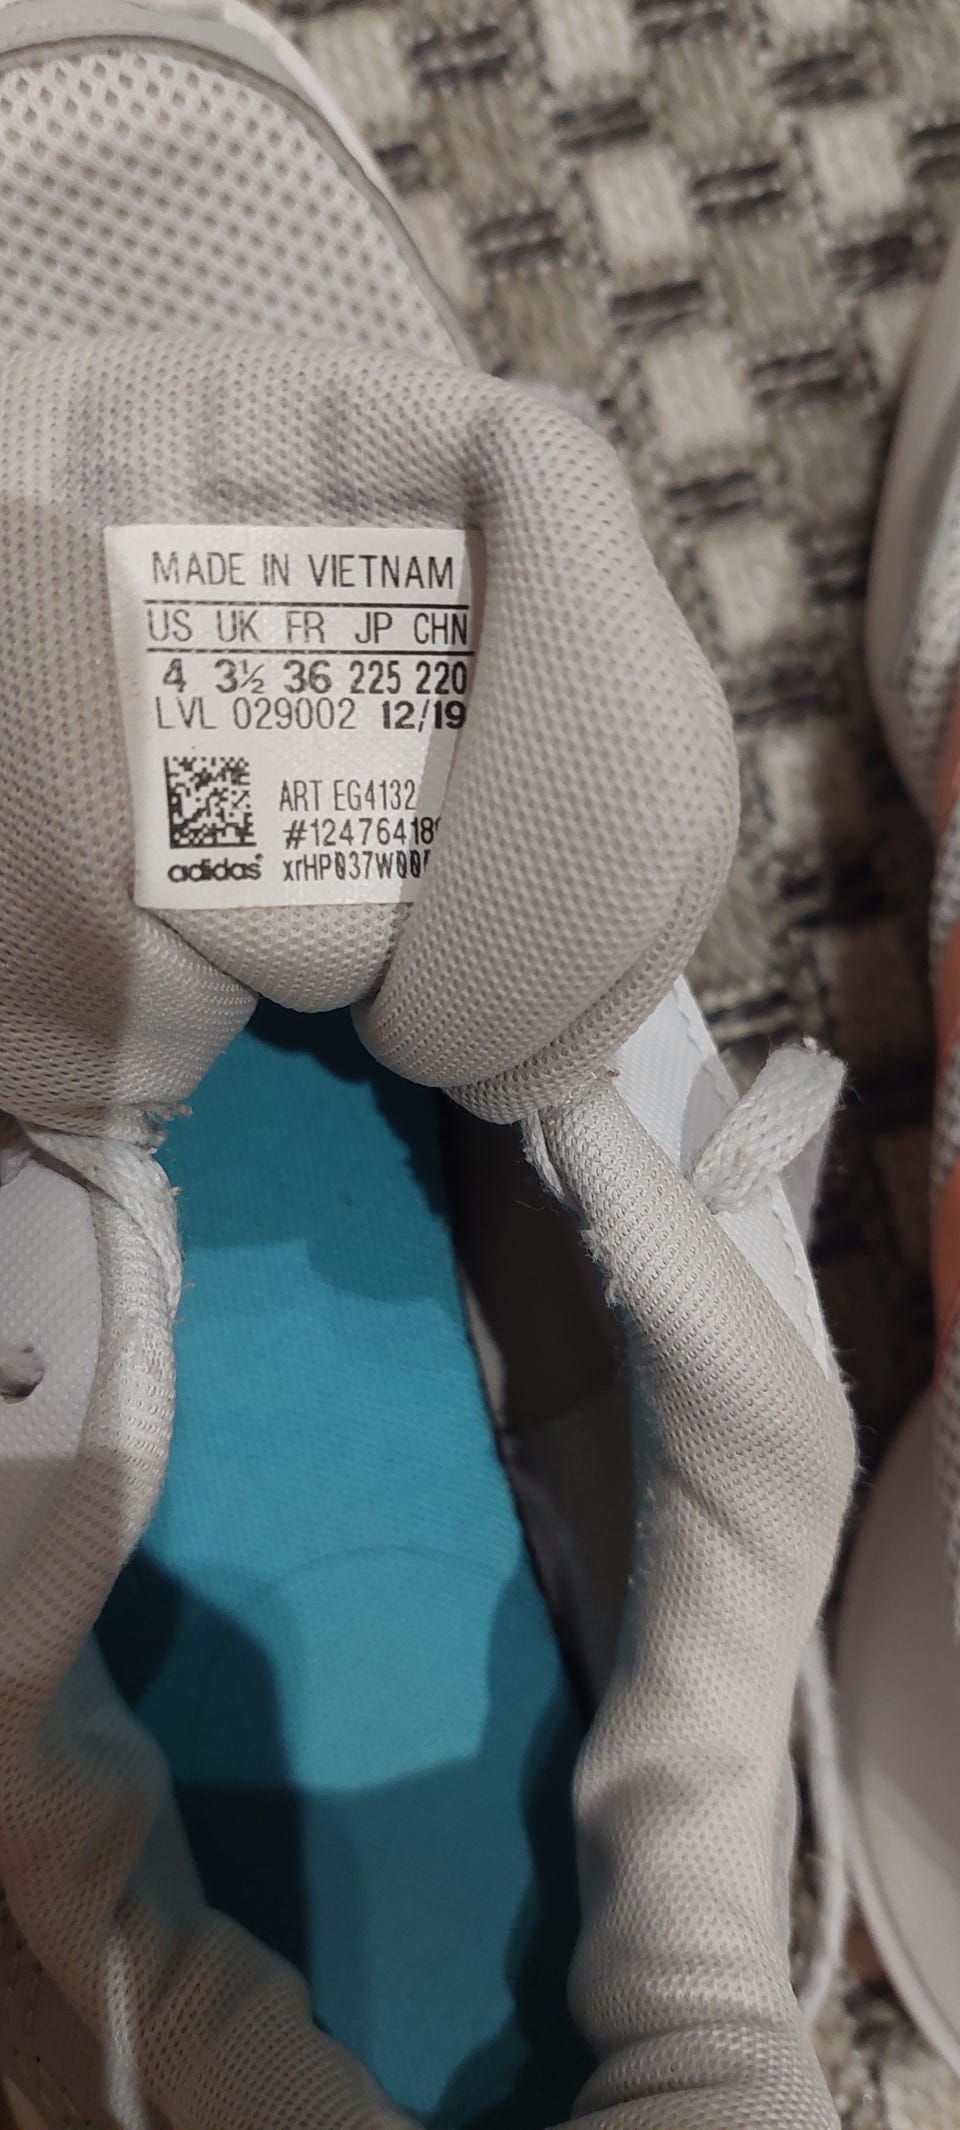 MADE IN VIETNAM
US UK FR JP CHN
4 3½ 36 225 220
LVL 029002 12/19
ART EG4132
adidas